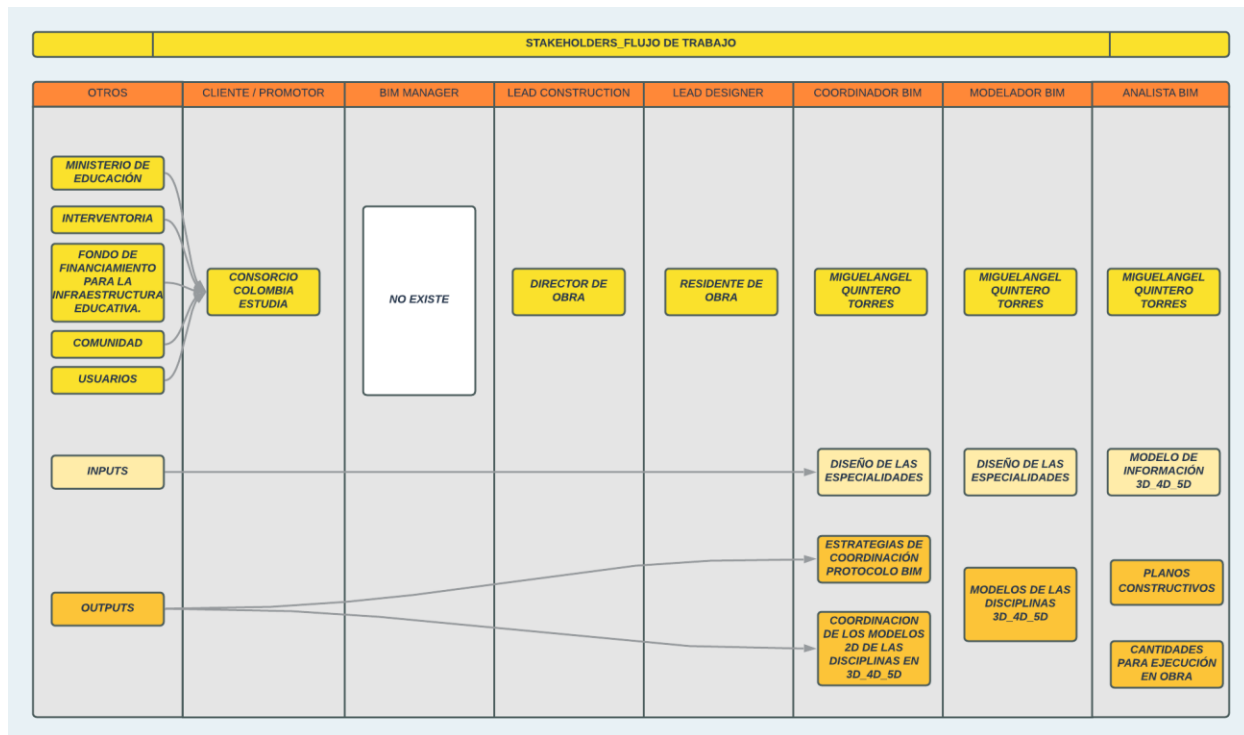 STAKEHOLDERS_FLUJO DE TRABAJO
OTROS
CLIENTE / PROMOTOR
BIM MANAGER
LEAD CONSTRUCTION
LEAD DESIGNER
COORDINADOR BIM
MODELADOR BIM
ANALISTA BIM
MINISTERIO DE
EDUCACIÓN
INTERVENTORIA
FONDO DE
FINANCIAMIENTO
PARA LA
INFRAESTRUCTURA
EDUCATIVA.
COMUNIDAD
USUARIOS
CONSORCIO
COLOMBIA
ESTUDIA
NO EXISTE
DIRECTOR DE
OBRA
RESIDENTE DE
OBRA
MIGUELANGEL
QUINTERO
TORRES
MIGUELANGEL
QUINTERO
TORRES
MIGUELANGEL
QUINTERO
TORRES
INPUTS
DISEÑO DE LAS
ESPECIALIDADES
DISEÑO DE LAS
ESPECIALIDADES
MODELO DE
INFORMACIÓN
3D_4D_5D
OUTPUTS
ESTRATEGIAS DE
COORDINACIÓN
PROTOCOLO BIM
COORDINACION
DE LOS MODELOS
2D DE LAS
DISCIPLINAS EN
3D_4D_5D
MODELOS DE LAS
DISCIPLINAS
3D_4D_5D
PLANOS
CONSTRUCTIVOS
CANTIDADES
PARA EJECUCIÓN
EN OBRA